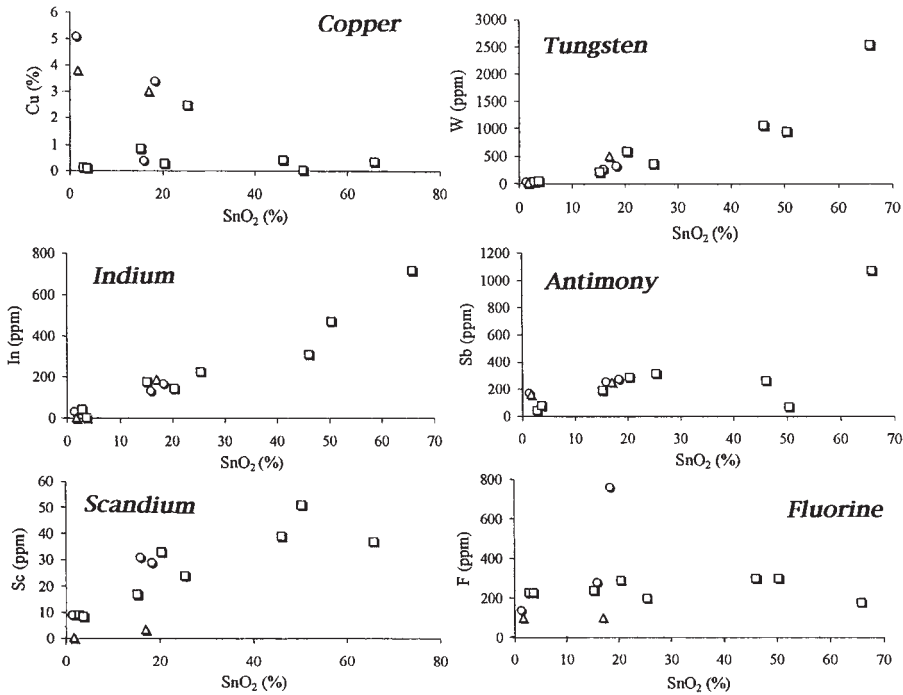 Copper
6
5
4
3
2
1
0
Cu (%)
0 20 40 60 80
SnO₂ (%)
Tungsten
3000
2500
2000
1500
1000
500
0
W (ppm)
0 10 20 30 40 50 60 70
SnO₂ (%)
Indium
800
600
400
200
0
In (ppm)
0 10 20 30 40 50 60 70
SnO₂ (%)
Antimony
1200
1000
800
600
400
200
0
Sb (ppm)
0 10 20 30 40 50 60 70
SnO₂ (%)
Scandium
60
50
40
30
20
10
0
Sc (ppm)
0 20 40 60 80
SnO₂ (%)
Fluorine
800
600
400
200
0
F (ppm)
0 10 20 30 40 50 60 70
SnO₂ (%)